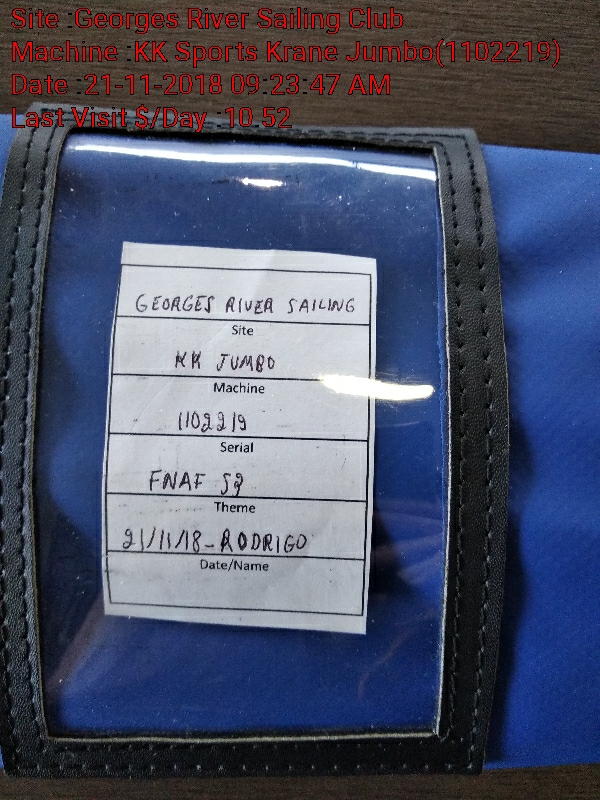 Site :Georges River Sailing Club
Machine :KK Sports Krane Jumbo(1102219)
Date :21-11-2018 09:23:47 AM
Last Visit $/Day :10.52
GEORGES RIVER SAILING
Site
KK JUMBO
Machine
1102219
Serial
FNAF SQ
Theme
21/11/18-RODRIGO
Date/Name